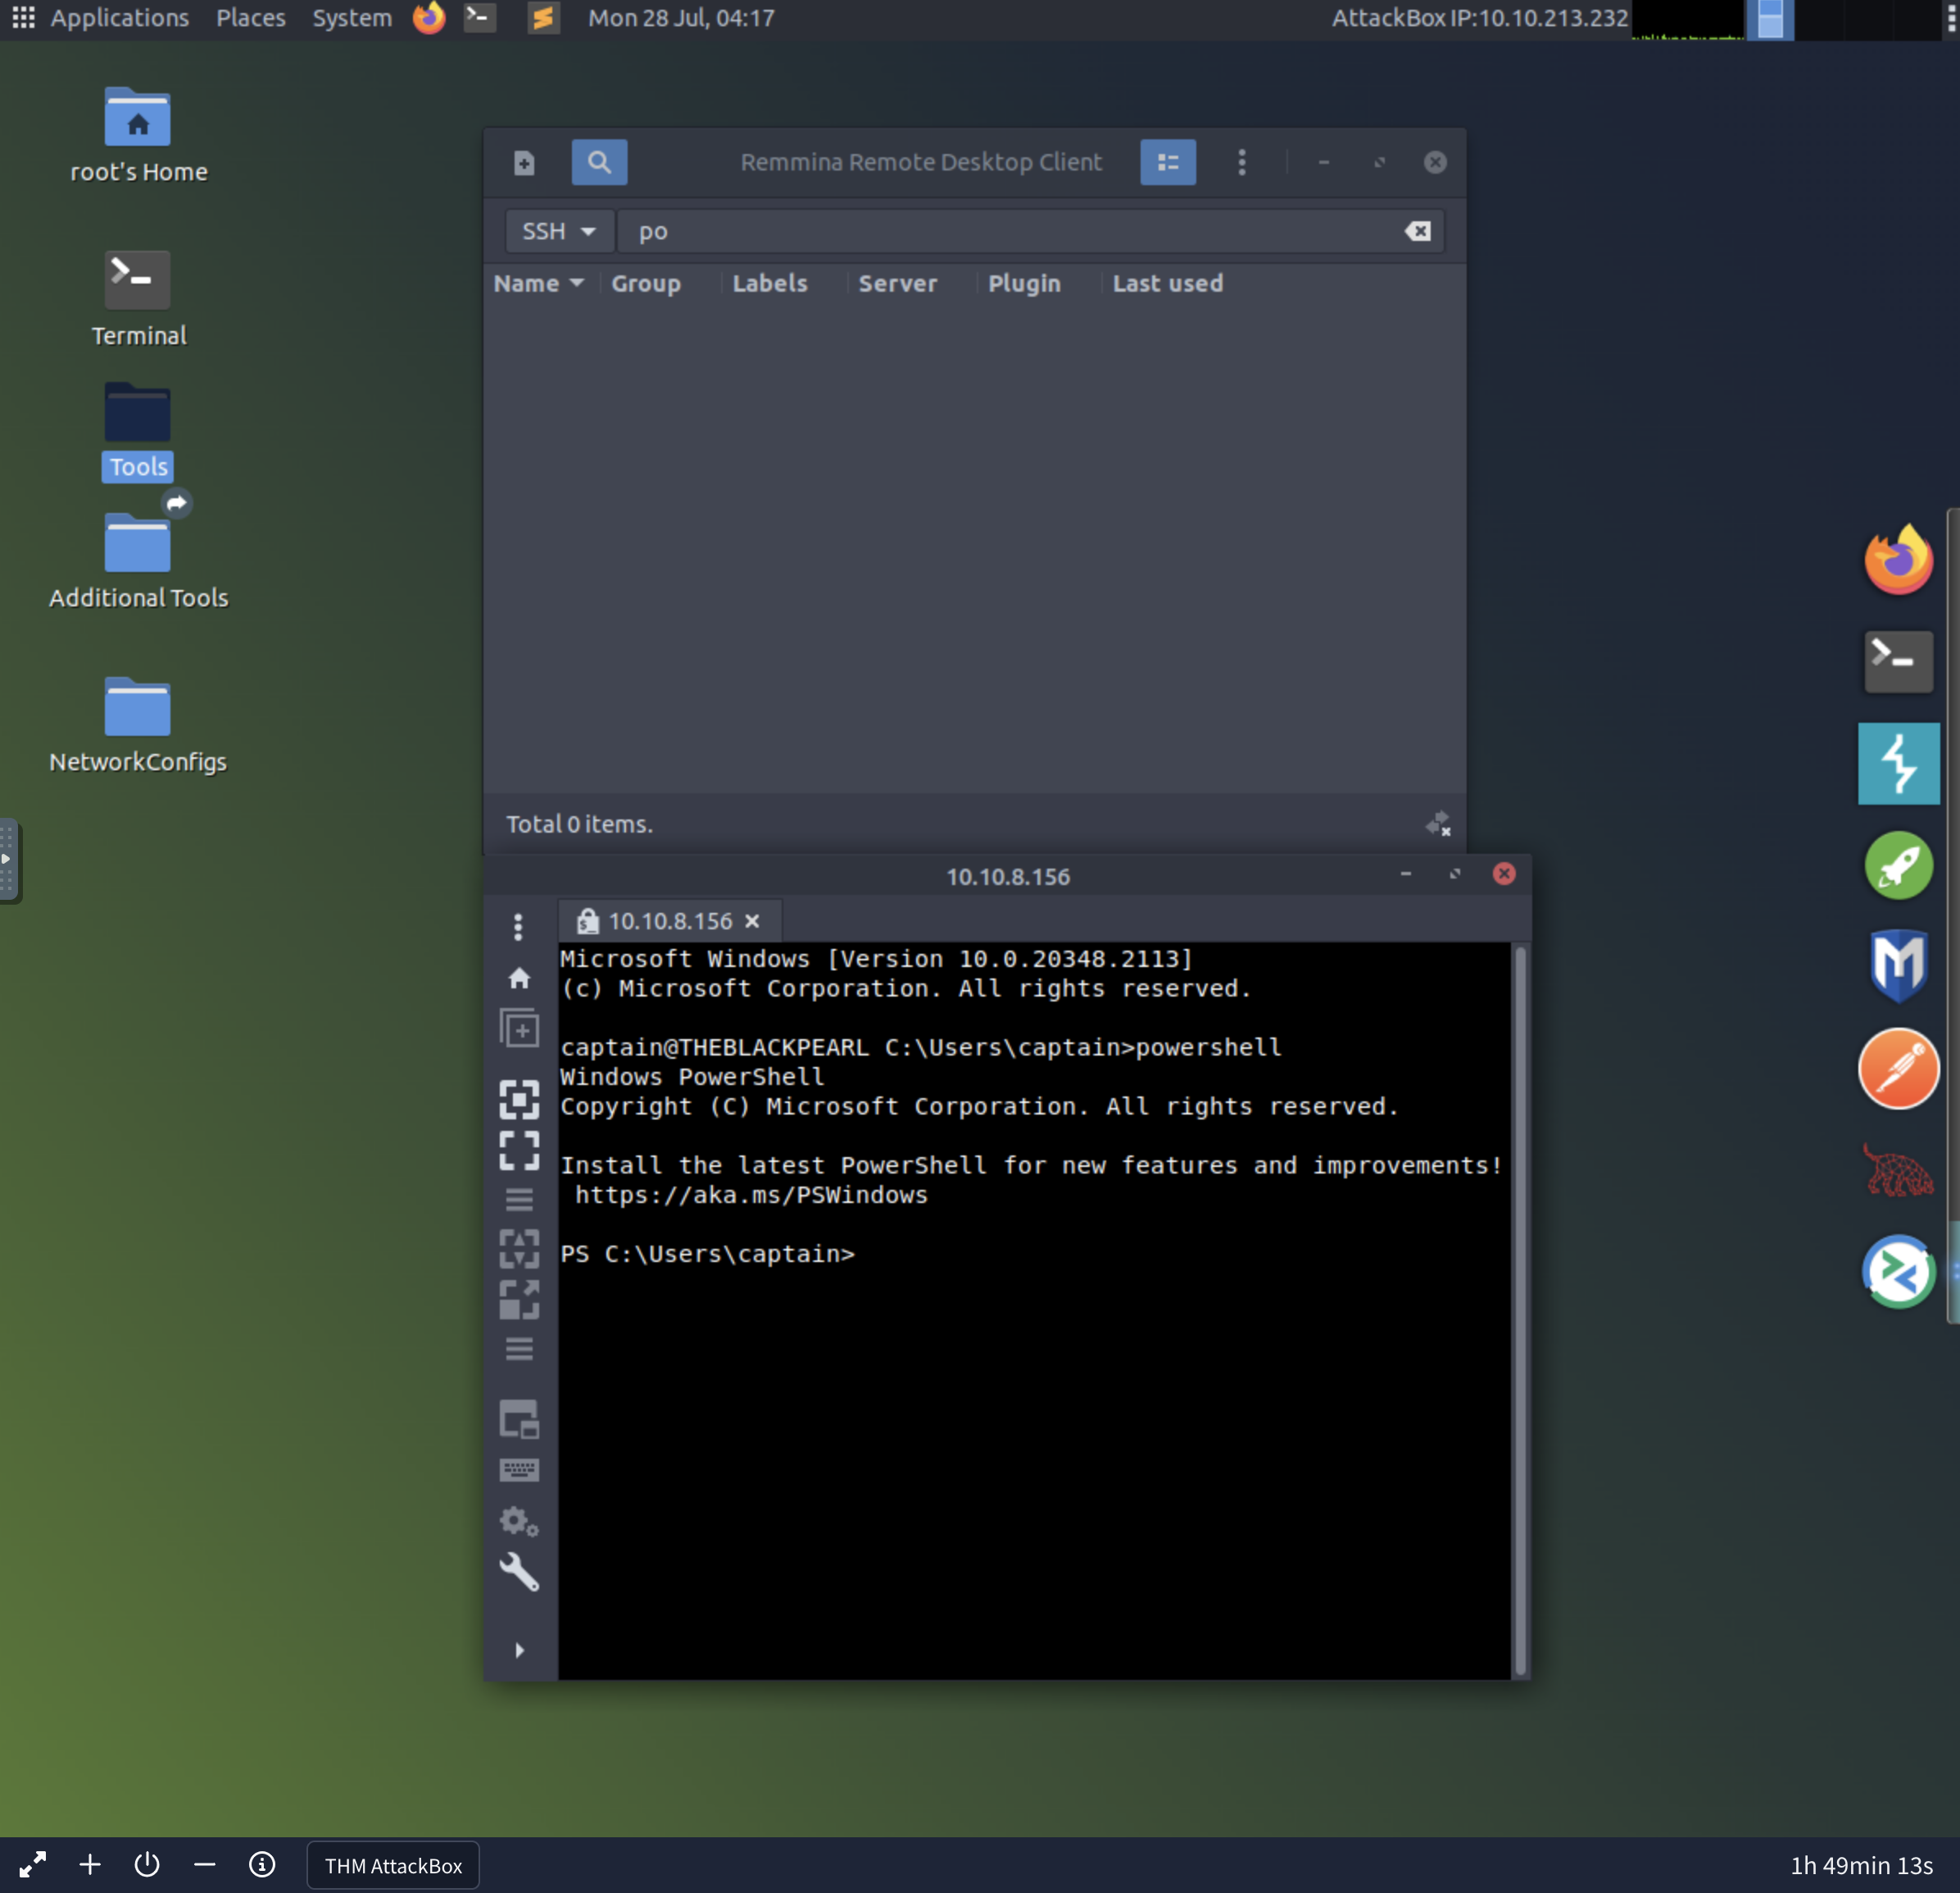 Applications Places System Mon 28 Jul, 04:17 AttackBox IP:10.10.213.232
root's Home
Terminal
Tools
Additional Tools
NetworkConfigs
Remmina Remote Desktop Client
SSH po
Name Group Labels Server Plugin Last used
Total 0 items.
10.10.8.156
10.10.8.156
Microsoft Windows [Version 10.0.20348.2113]
(c) Microsoft Corporation. All rights reserved.
captain@THEBLACKPEARL C:\Users\captain>powershell
Windows PowerShell
Copyright (C) Microsoft Corporation. All rights reserved.
Install the latest PowerShell for new features and improvements!
https://aka.ms/PSWindows
PS C:\Users\captain>
THM AttackBox 1h 49min 13s